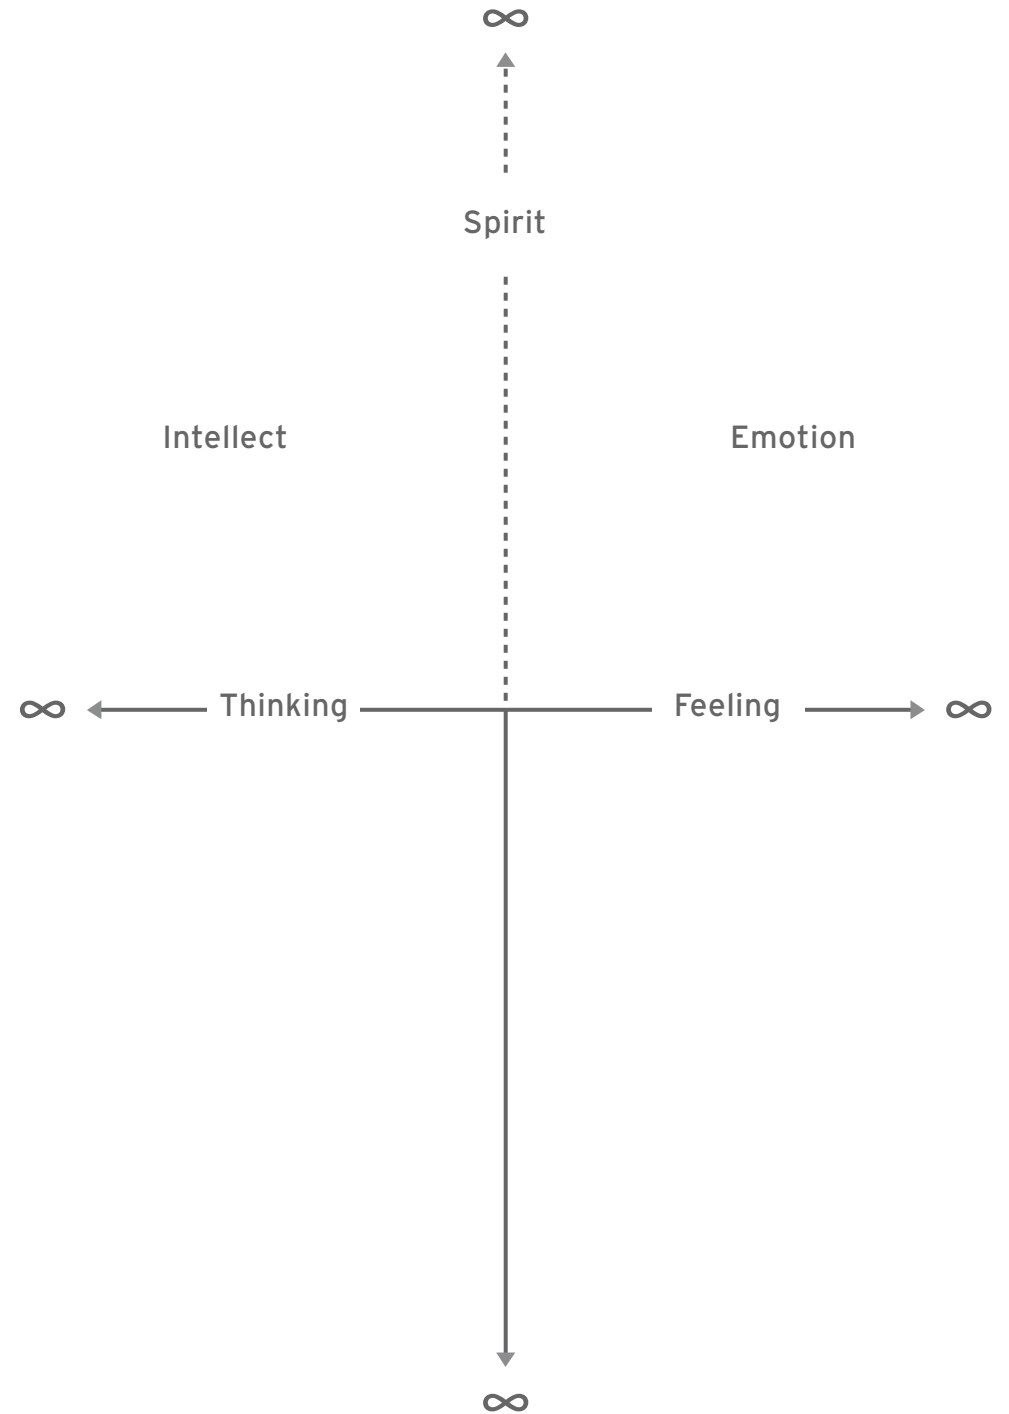 ∞
Spirit
Intellect Emotion
∞ Thinking Feeling ∞
∞